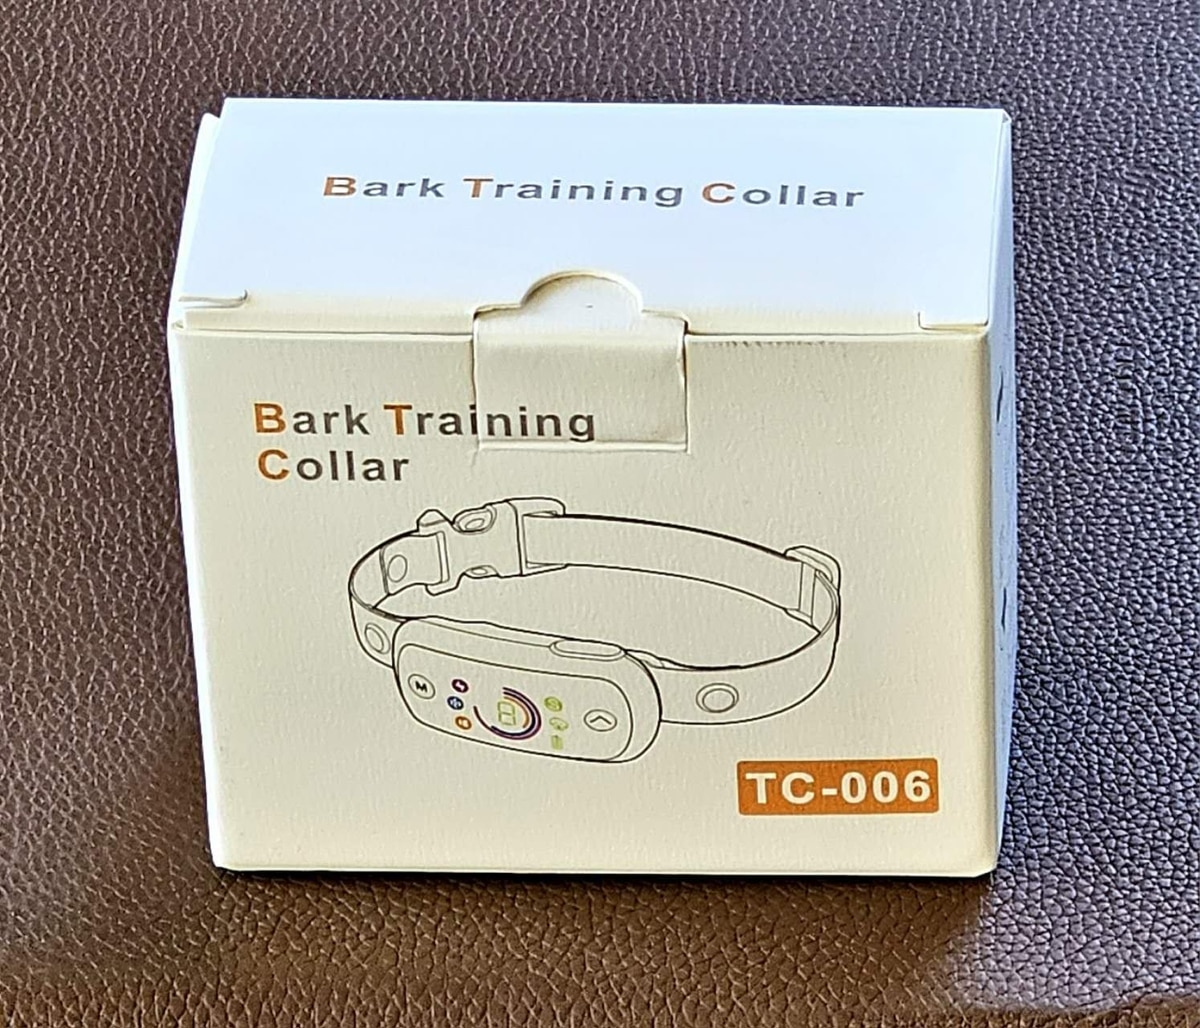 Bark Training Collar
Bark Training
Collar
M
TC-006